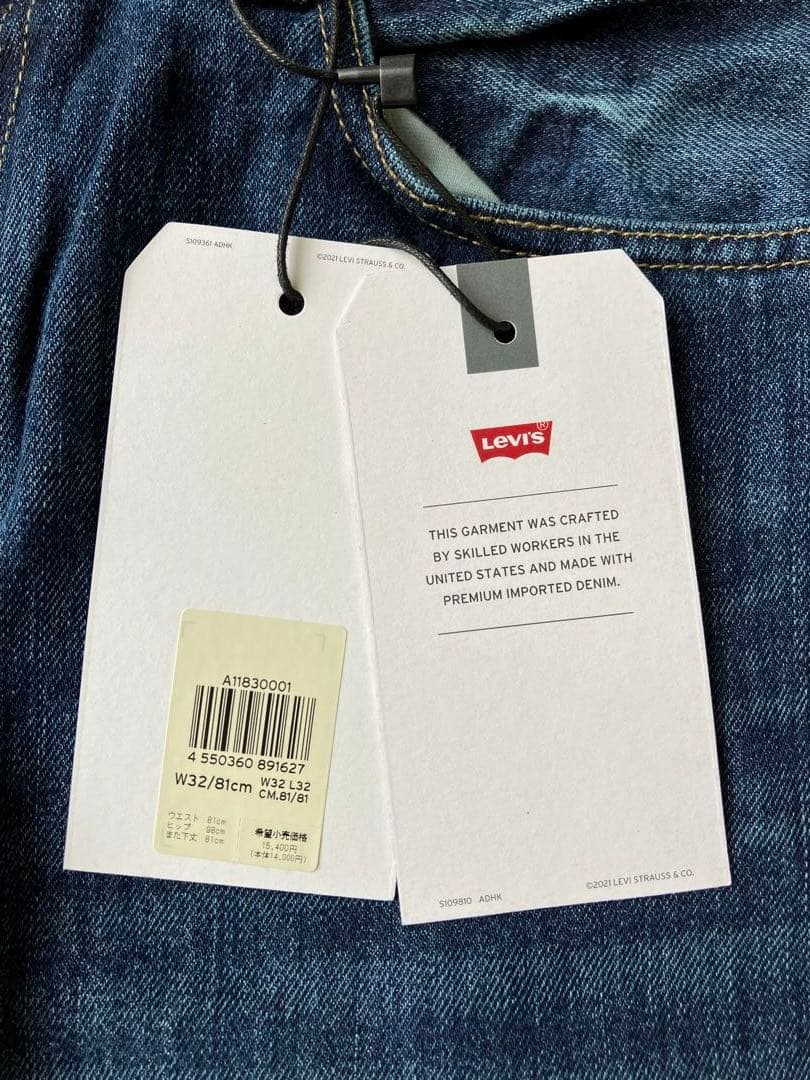 S109361 ADHK
©2021 LEVI STRAUSS & CO.
A11830001
4 550360 891627
W32/81cm
W32 L32
CM.81/81
ウエスト 81cm
ヒップ 98cm
また下丈 81cm
希望小売価格
15,400円
(本体14,000円)
LEVI'S®
THIS GARMENT WAS CRAFTED
BY SKILLED WORKERS IN THE
UNITED STATES AND MADE WITH
PREMIUM IMPORTED DENIM.
S109810 ADHK
©2021 LEVI STRAUSS & CO.